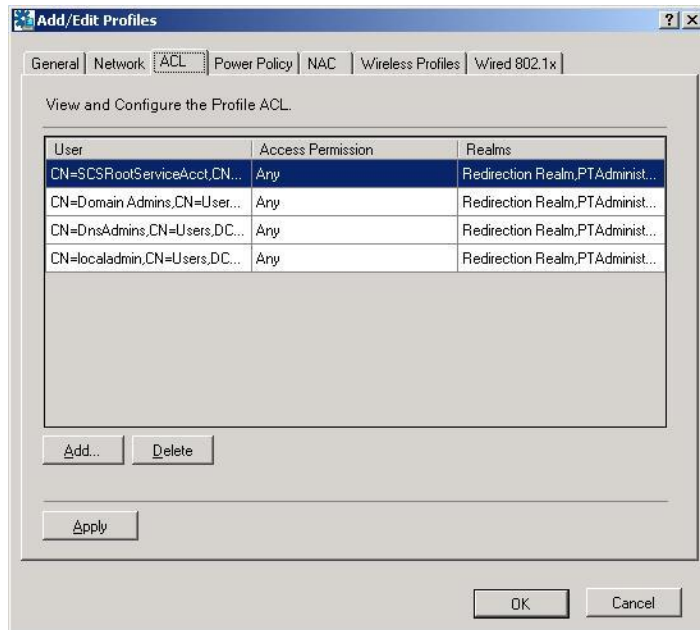 Add/Edit Profiles
General Network ACL Power Policy NAC Wireless Profiles Wired 802.1x
View and Configure the Profile ACL.
User Access Permission Realms
CN=SCSRootServiceAcct,CN... Any Redirection Realm,PTAdminist...
CN=Domain Admins,CN=User... Any Redirection Realm,PTAdminist...
CN=DnsAdmins,CN=Users,DC... Any Redirection Realm,PTAdminist...
CN=localadmin,CN=Users,DC... Any Redirection Realm,PTAdminist...
Add... Delete
Apply
OK Cancel